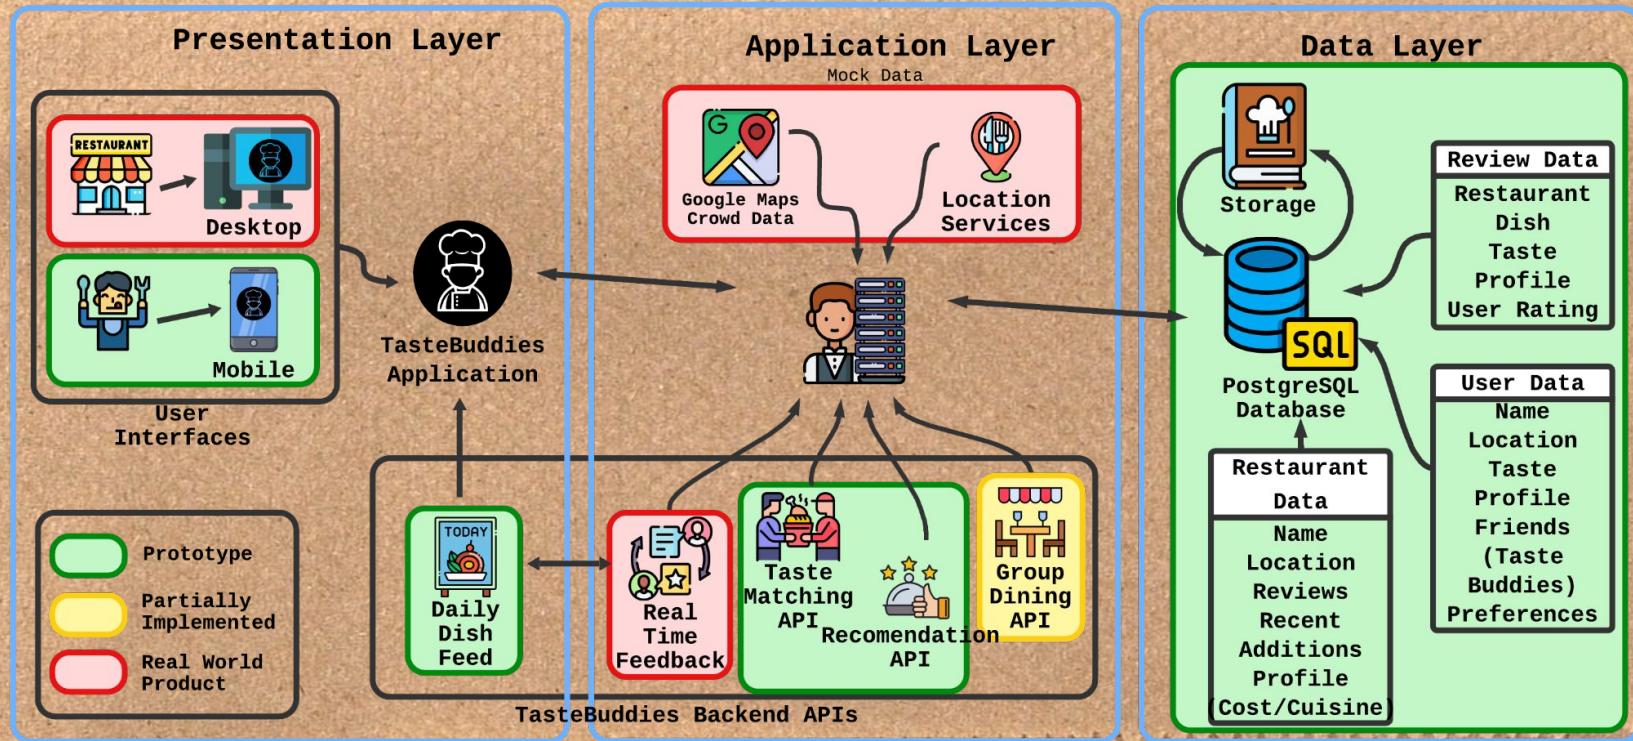 Presentation Layer
RESTAURANT
Desktop
Mobile
User
Interfaces
TasteBuddies
Application
Prototype
Partially
Implemented
Real World
Product
Application Layer
Mock Data
G
Google Maps
Crowd Data
Location
Services
TODAY
Daily
Dish
Feed
Real
Time
Feedback
Taste
Matching
API
Recomendation
API
Group
Dining
API
TasteBuddies Backend APIs
Data Layer
Storage
SQL
PostgreSQL
Database
Review Data
Restaurant
Dish
Taste
Profile
User Rating
User Data
Name
Location
Taste
Profile
Friends
(Taste
Buddies)
Preferences
Restaurant
Data
Name
Location
Reviews
Recent
Additions
Profile
(Cost/Cuisine)